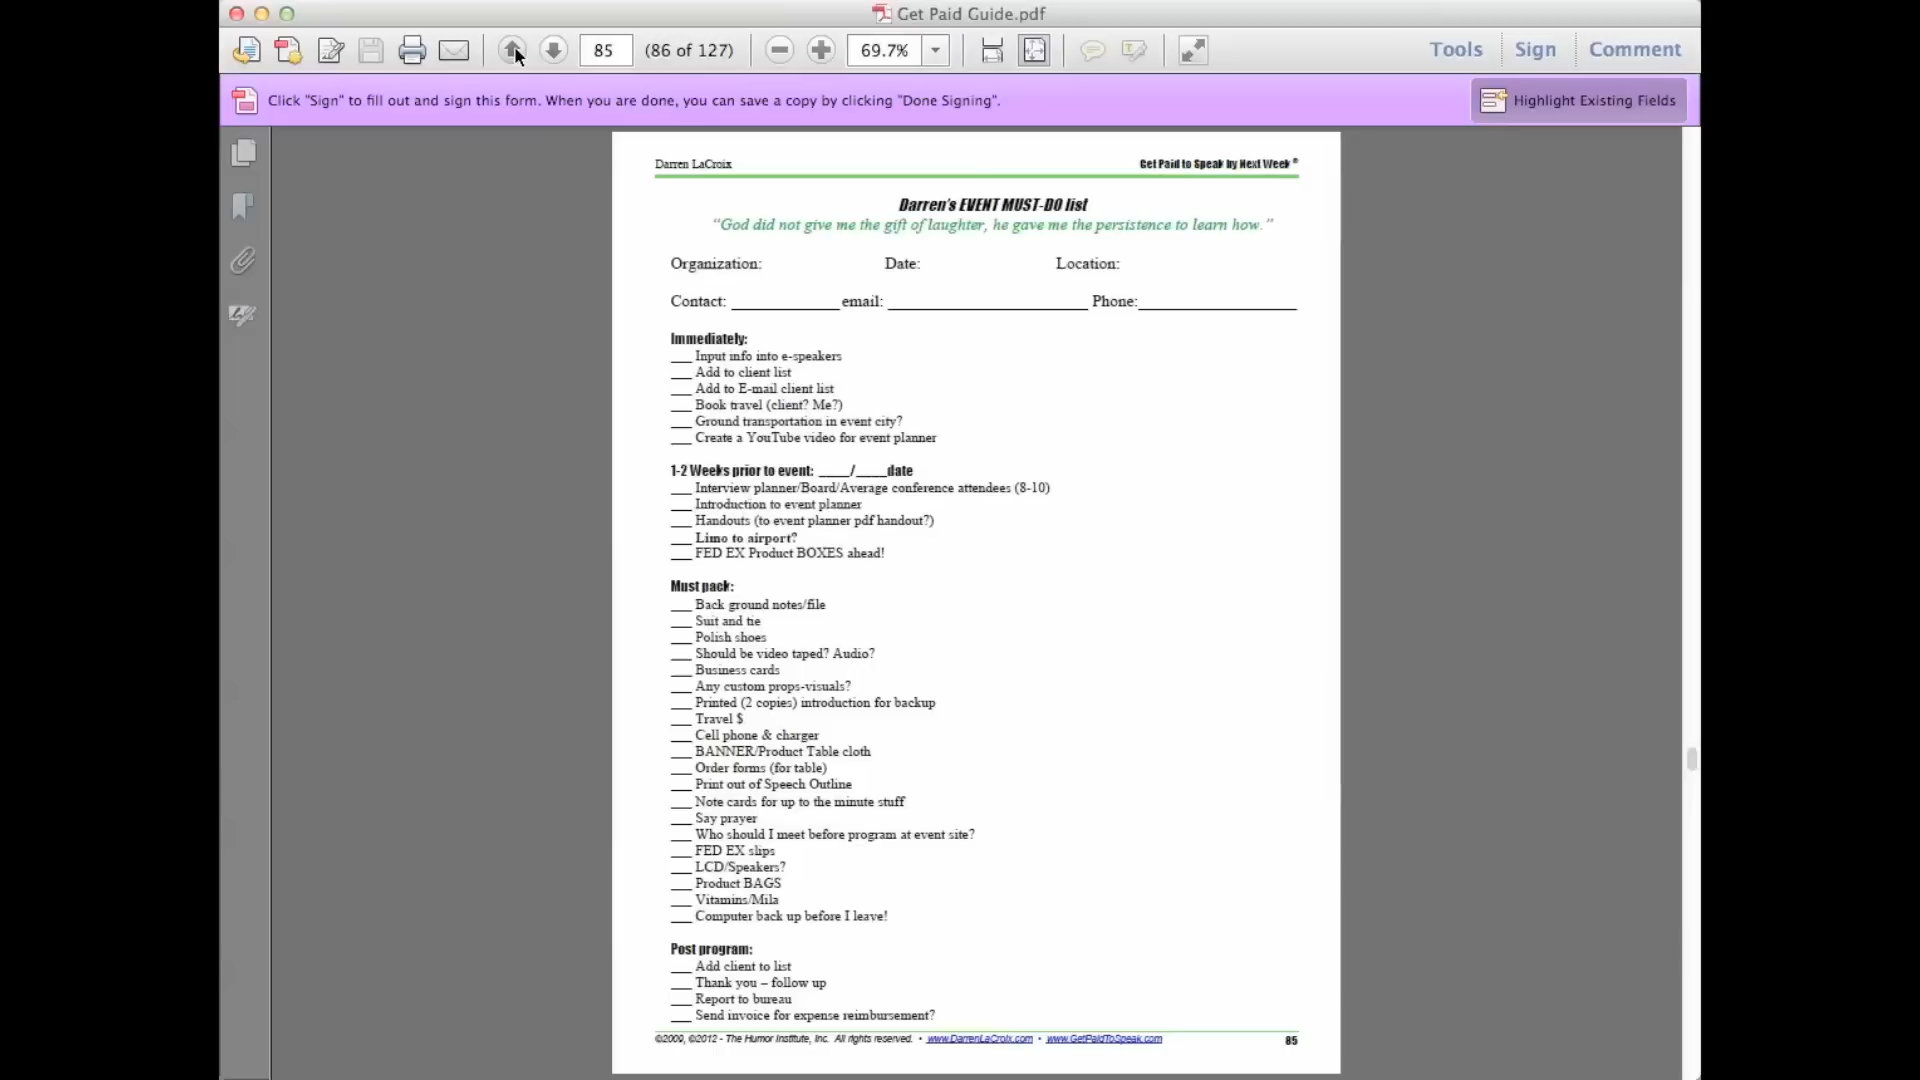 Get Paid Guide.pdf
85 (86 of 127) 69.7% Tools Sign Comment
Click "Sign" to fill out and sign this form. When you are done, you can save a copy by clicking "Done Signing". Highlight Existing Fields
Darren LaCroix Get Paid to Speak by Next Week ®
Darren's EVENT MUST-DO list
"God did not give me the gift of laughter, he gave me the persistence to learn how."
Organization: Date: Location:
Contact: ____________ email: ______________________ Phone:_________________
Immediately:
___ Input info into e-speakers
___ Add to client list
___ Add to E-mail client list
___ Book travel (client? Me?)
___ Ground transportation in event city?
___ Create a YouTube video for event planner
1-2 Weeks prior to event: ____/____date
___ Interview planner/Board/Average conference attendees (8-10)
___ Introduction to event planner
___ Handouts (to event planner pdf handout?)
___ Limo to airport?
___ FED EX Product BOXES ahead!
Must pack:
___ Back ground notes/file
___ Suit and tie
___ Polish shoes
___ Should be video taped? Audio?
___ Business cards
___ Any custom props-visuals?
___ Printed (2 copies) introduction for backup
___ Travel $
___ Cell phone & charger
___ BANNER/Product Table cloth
___ Order forms (for table)
___ Print out of Speech Outline
___ Note cards for up to the minute stuff
___ Say prayer
___ Who should I meet before program at event site?
___ FED EX slips
___ LCD/Speakers?
___ Product BAGS
___ Vitamins/Mila
___ Computer back up before I leave!
Post program:
___ Add client to list
___ Thank you – follow up
___ Report to bureau
___ Send invoice for expense reimbursement?
©2009, ©2012 - The Humor Institute, Inc. All rights reserved. • www.DarrenLaCroix.com • www.GetPaidToSpeak.com 85